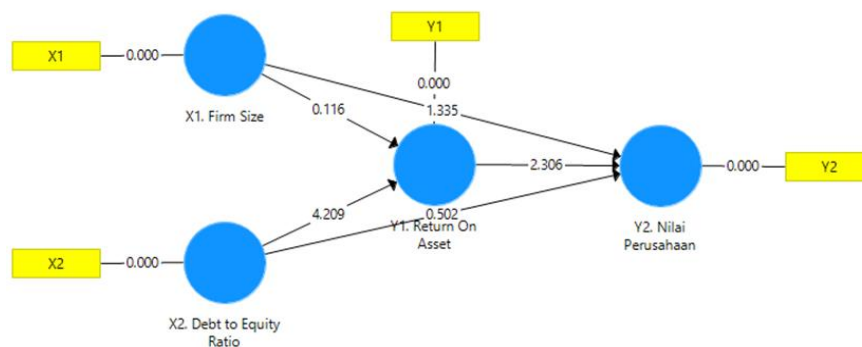 Y1
X1
0.000
X1. Firm Size
0.000
0.116
1.335
2.306
0.000
Y2
4.209
0.502
Y1. Return On
Asset
Y2. Nilai
Perusahaan
X2
0.000
X2. Debt to Equity
Ratio